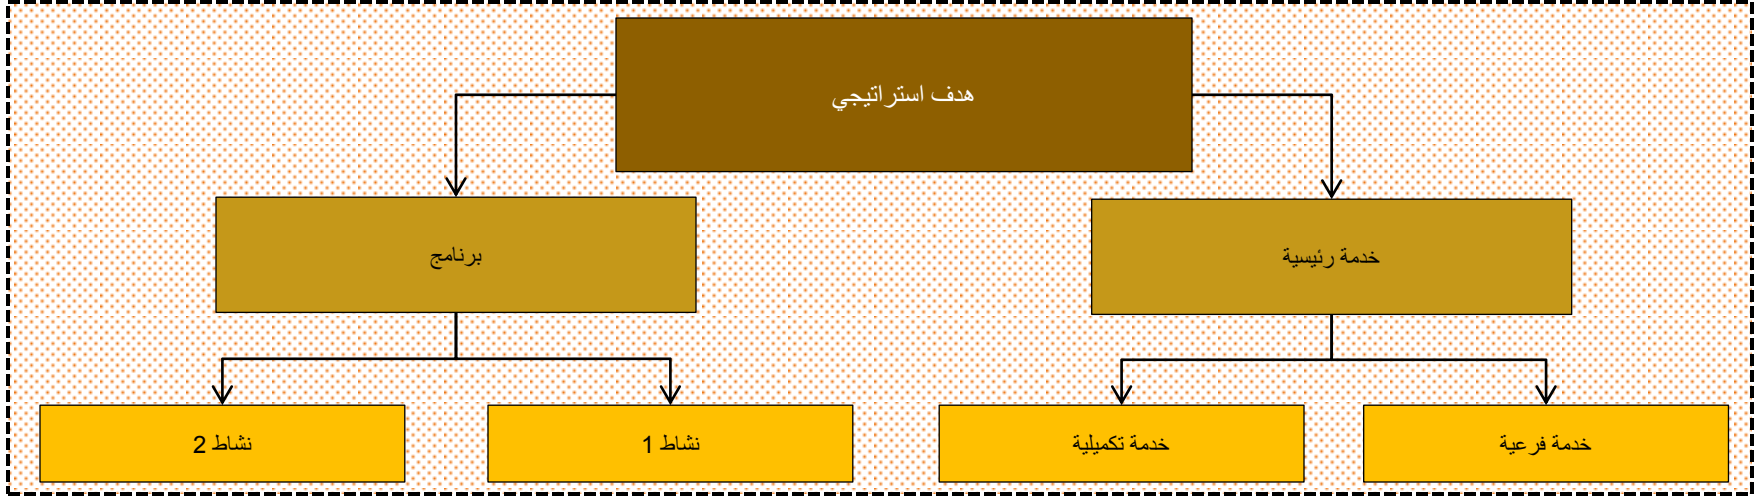 هدف استراتيجي
خدمة رئيسية
برنامج
خدمة فرعية
خدمة تكميلية
نشاط 1
نشاط 2